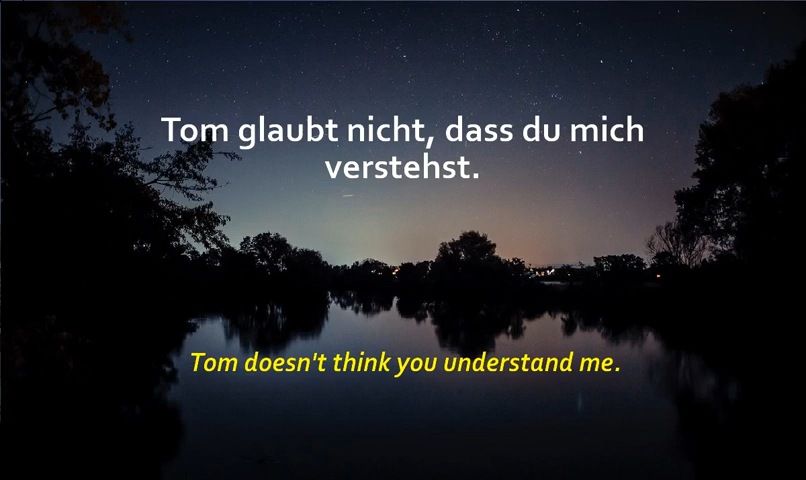 Tom glaubt nicht, dass du mich
verstehst.
Tom doesn't think you understand me.